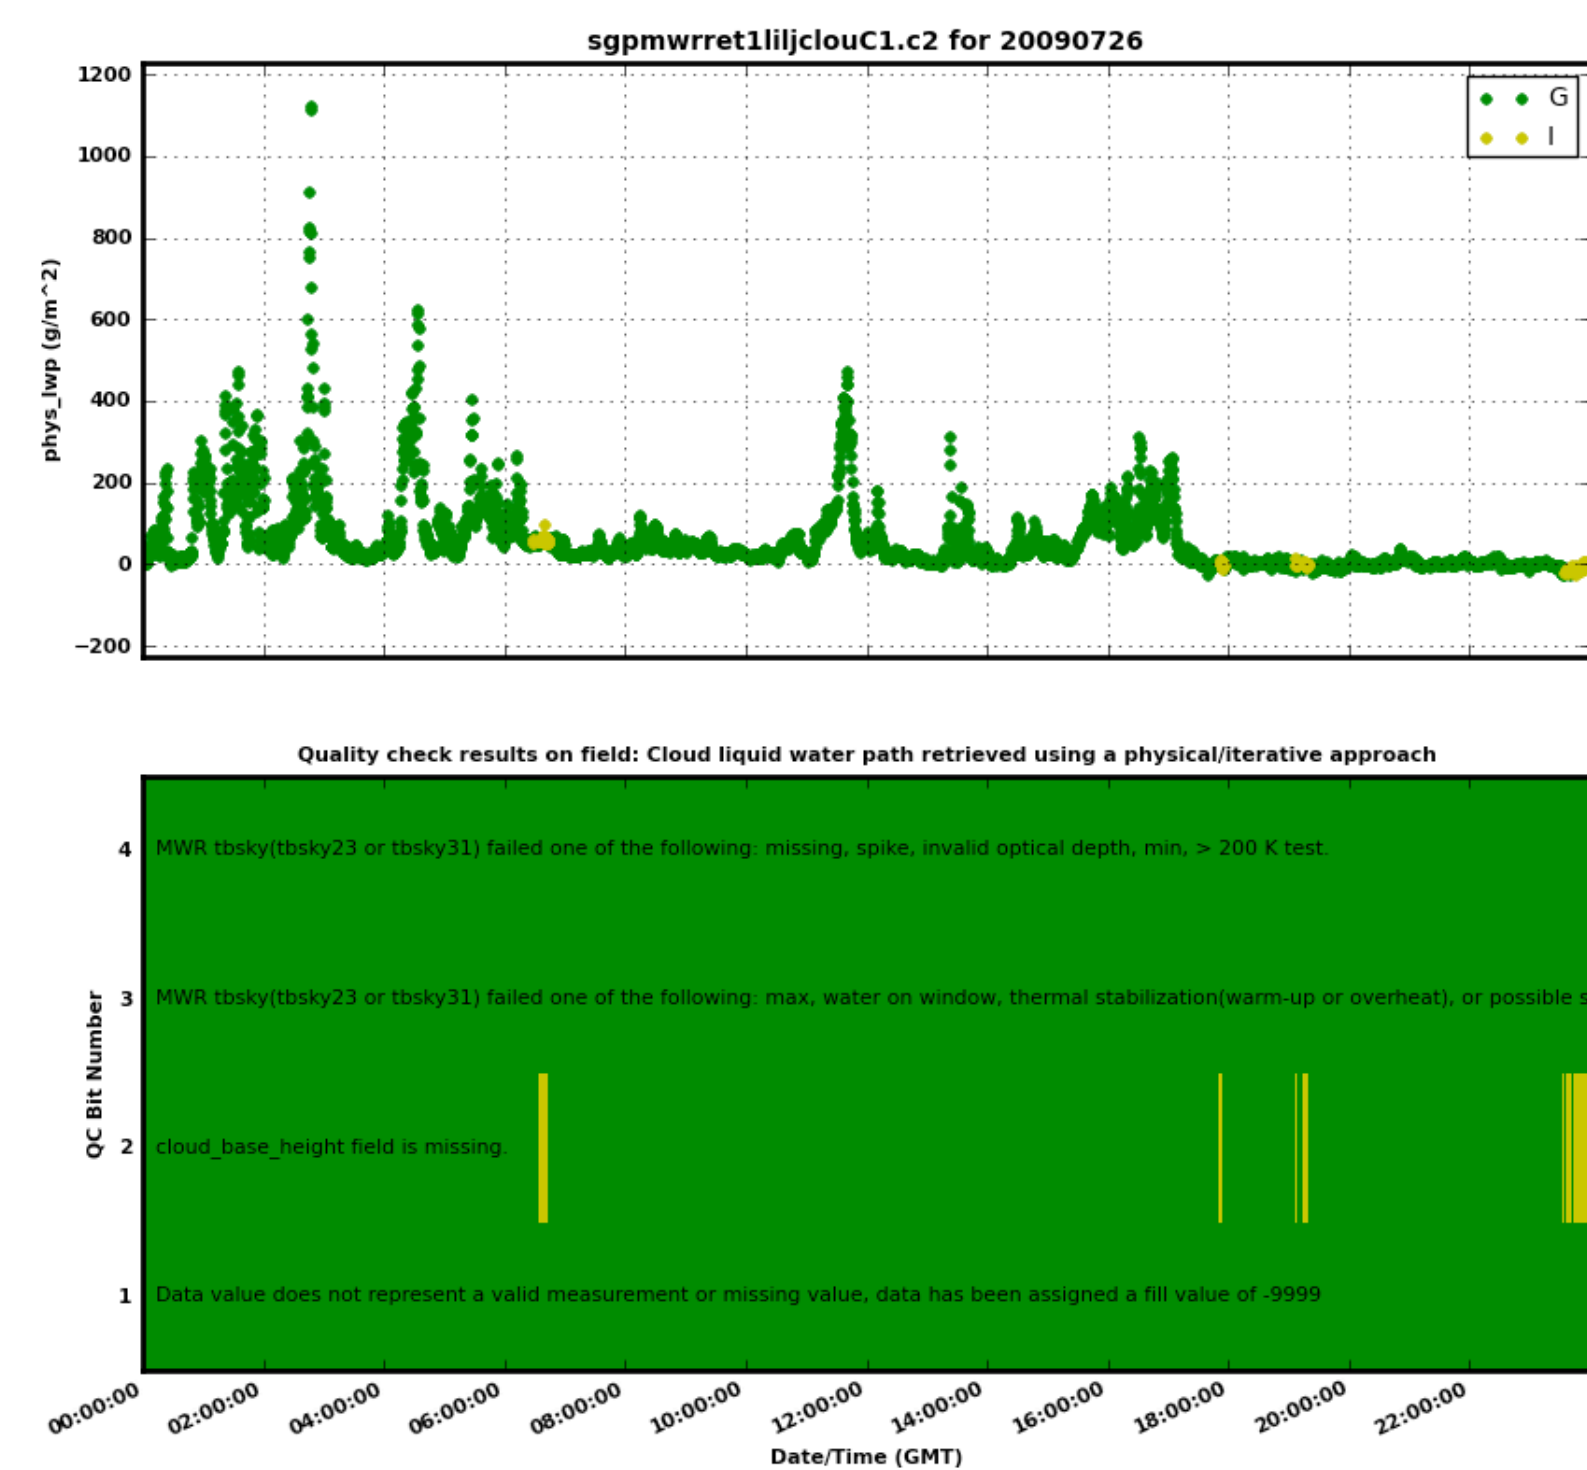 sgpmwrret1liljclouC1.c2 for 20090726
1200
1000
800
600
400
200
0
−200
phys_lwp (g/m^2)
G
I
Quality check results on field: Cloud liquid water path retrieved using a physical/iterative approach
4
MWR tbsky(tbsky23 or tbsky31) failed one of the following: missing, spike, invalid optical depth, min, > 200 K test.
3
MWR tbsky(tbsky23 or tbsky31) failed one of the following: max, water on window, thermal stabilization(warm-up or overheat), or possible s
2
cloud_base_height field is missing.
1
Data value does not represent a valid measurement or missing value, data has been assigned a fill value of -9999
QC Bit Number
00:00:00
02:00:00
04:00:00
06:00:00
08:00:00
10:00:00
12:00:00
14:00:00
16:00:00
18:00:00
20:00:00
22:00:00
Date/Time (GMT)